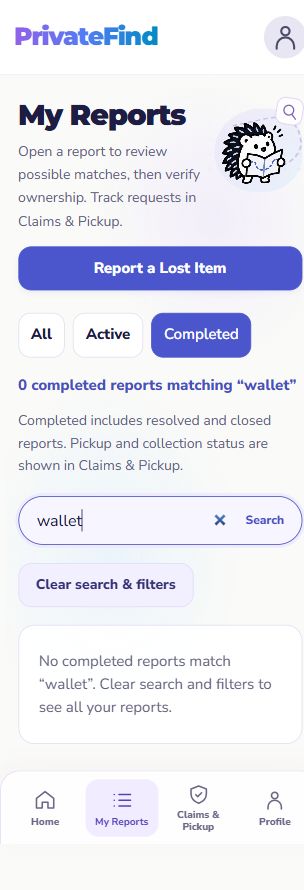 PrivateFind
My Reports
Open a report to review
possible matches, then verify
ownership. Track requests in
Claims & Pickup.
Report a Lost Item
All Active Completed
0 completed reports matching “wallet”
Completed includes resolved and closed
reports. Pickup and collection status are
shown in Claims & Pickup.
wallet Search
Clear search & filters
No completed reports match
“wallet”. Clear search and filters to
see all your reports.
Home My Reports Claims & Pickup Profile